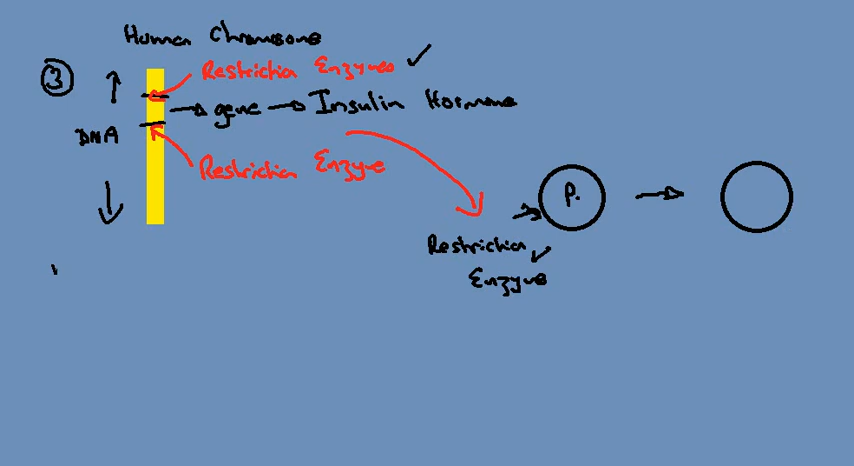 Human Chromosome
3
Restriction Enzymes ✓
gene → Insulin Hormone
DNA
Restriction Enzyme
P.
Restriction
Enzyme ✓